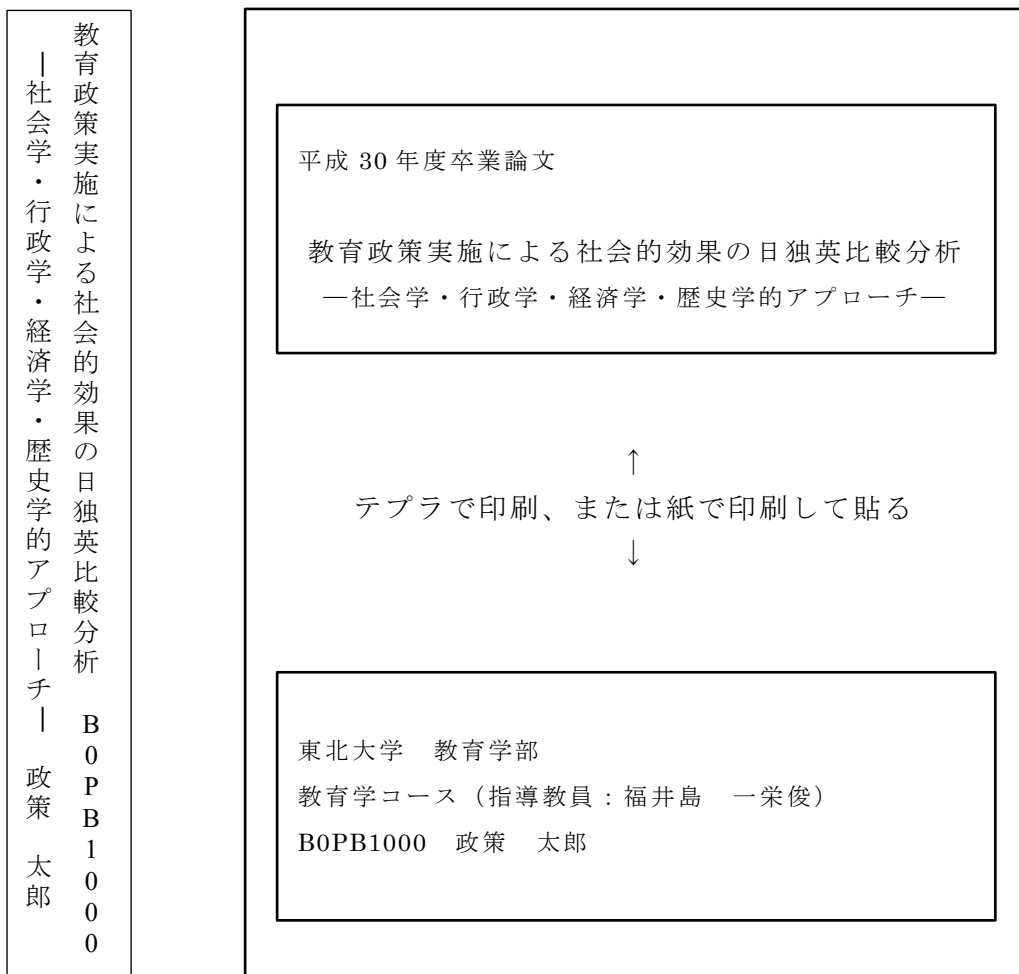 教育政策実施による社会的効果の日独英比較分析　B0PB1000
―社会学・行政学・経済学・歴史学的アプローチ―　政策　太郎
平成 30 年度卒業論文
教育政策実施による社会的効果の日独英比較分析
―社会学・行政学・経済学・歴史学的アプローチ―
↑
テプラで印刷、または紙で印刷して貼る
↓
東北大学　教育学部
教育学コース（指導教員：福井島　一栄俊）
B0PB1000　政策　太郎